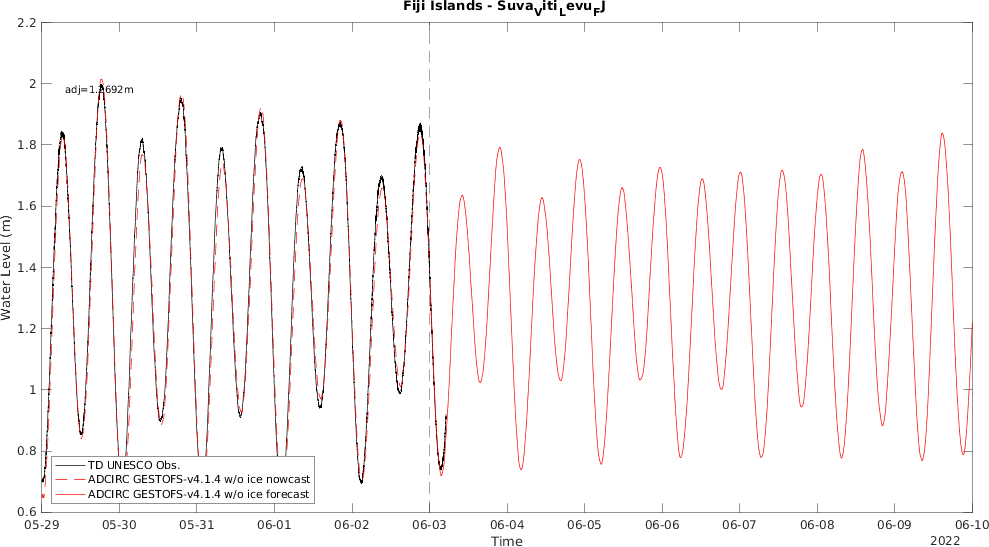 Fiji Islands - SuvaVitiLevuFJ
2.2
2
adj=1.3692m
1.8
1.6
1.4
Water Level (m)
1.2
1
0.8
TD UNESCO Obs.
ADCIRC GESTOFS-v4.1.4 w/o ice nowcast
ADCIRC GESTOFS-v4.1.4 w/o ice forecast
0.6
05-29 05-30 05-31 06-01 06-02 06-03 06-04 06-05 06-06 06-07 06-08 06-09 06-10
Time
2022